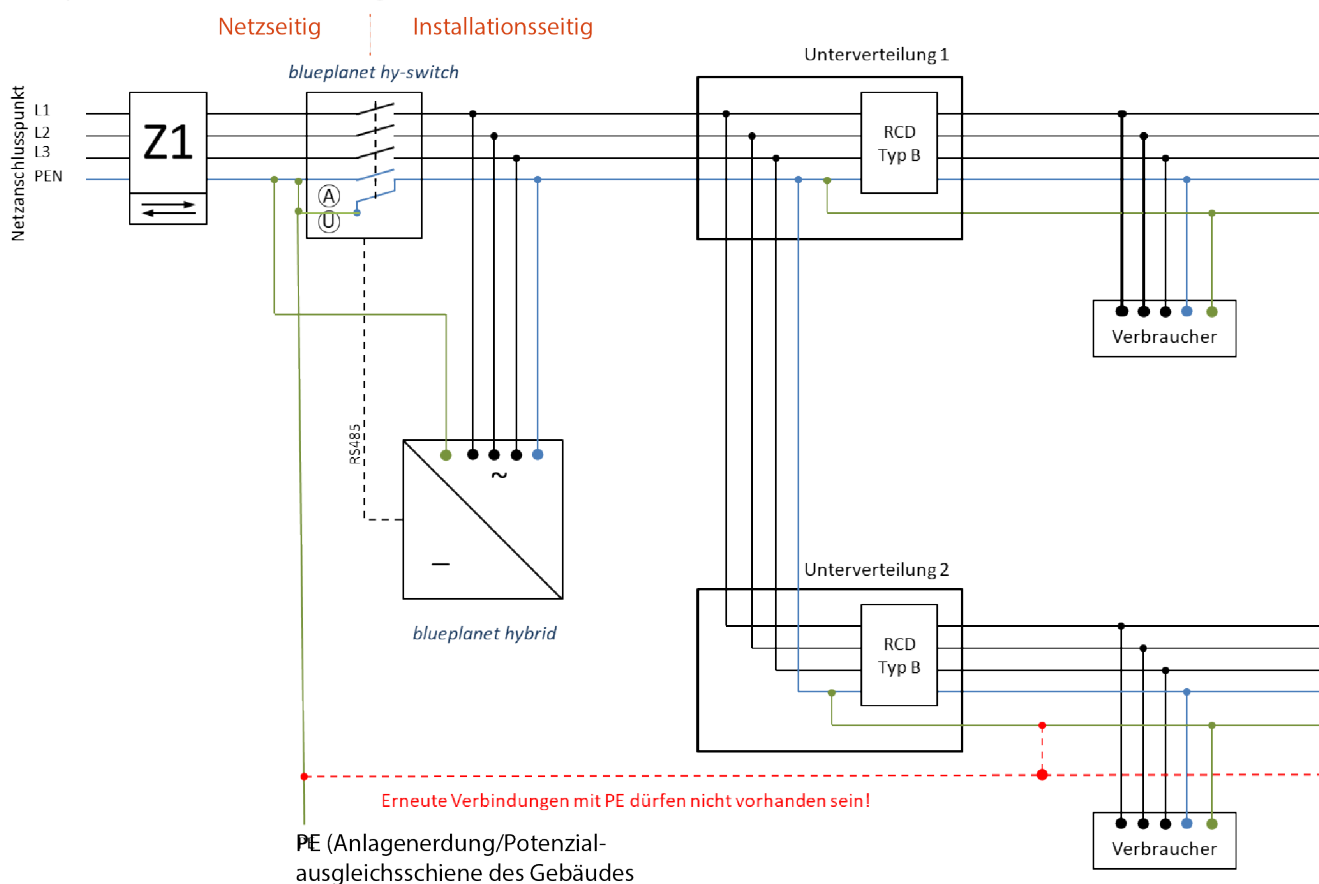 Netzseitig
Installationsseitig
blueplanet hy-switch
Unterverteilung 1
Netzanschlusspunkt
L1
L2
L3
PEN
Z1
A
U
RCD
Typ B
Verbraucher
RS485
~
–
blueplanet hybrid
Unterverteilung 2
RCD
Typ B
Erneute Verbindungen mit PE dürfen nicht vorhanden sein!
PE (Anlagenerdung/Potenzial-
ausgleichsschiene des Gebäudes
Verbraucher